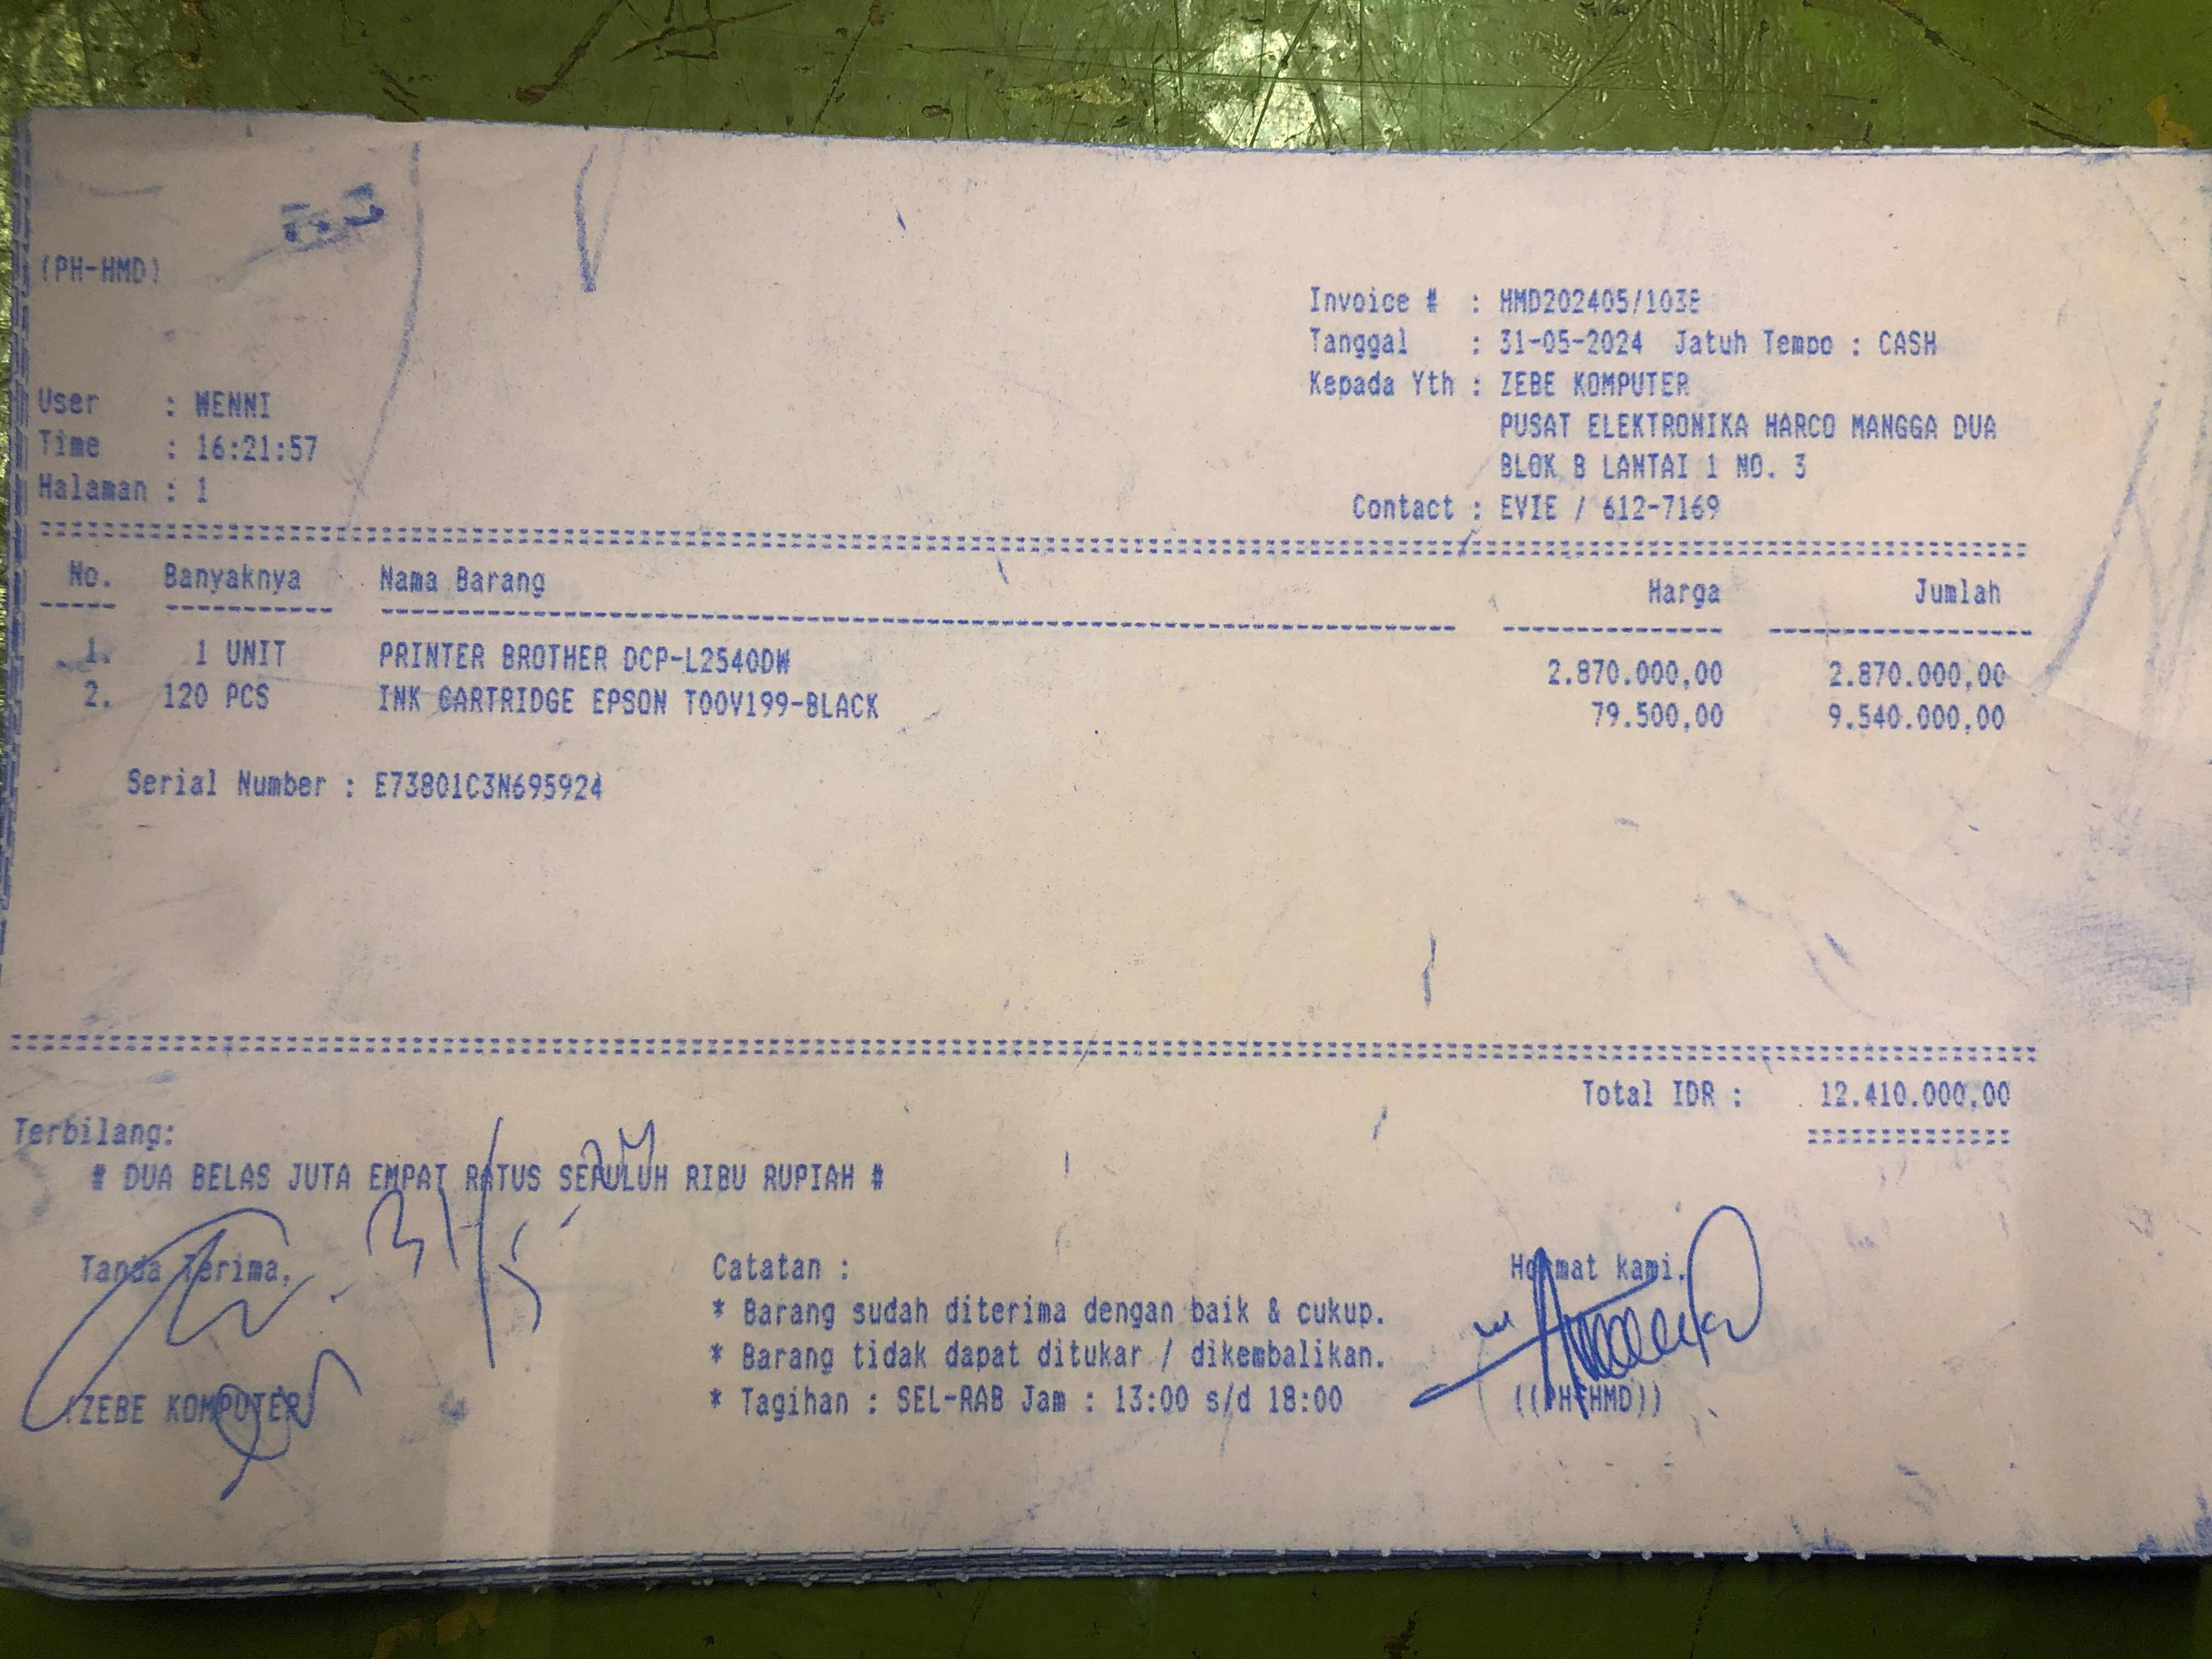 (PH-HMD)
Invoice # : HMD202405/1038
Tanggal : 31-05-2024 Jatuh Tempo : CASH
Kepada Yth : ZEBE KOMPUTER
PUSAT ELEKTRONIKA HARCO MANGGA DUA
BLOK B LANTAI 1 NO. 3
Contact : EVIE / 612-7169
User : WENNI
Time : 16:21:57
Halaman : 1
No. Banyaknya Nama Barang Harga Jumlah
1. 1 UNIT PRINTER BROTHER DCP-L2540DW 2.870.000,00 2.870.000,00
2. 120 PCS INK CARTRIDGE EPSON T00V199-BLACK 79.500,00 9.540.000,00
Serial Number : E73801C3N695924
Total IDR : 12.410.000,00
Terbilang:
# DUA BELAS JUTA EMPAT RATUS SEPULUH RIBU RUPIAH #
31/5-24
Tanda Terima,
(ZEBE KOMPUTER)
Catatan :
* Barang sudah diterima dengan baik & cukup.
* Barang tidak dapat ditukar / dikembalikan.
* Tagihan : SEL-RAB Jam : 13:00 s/d 18:00
Hormat kami,
((PH-HMD))